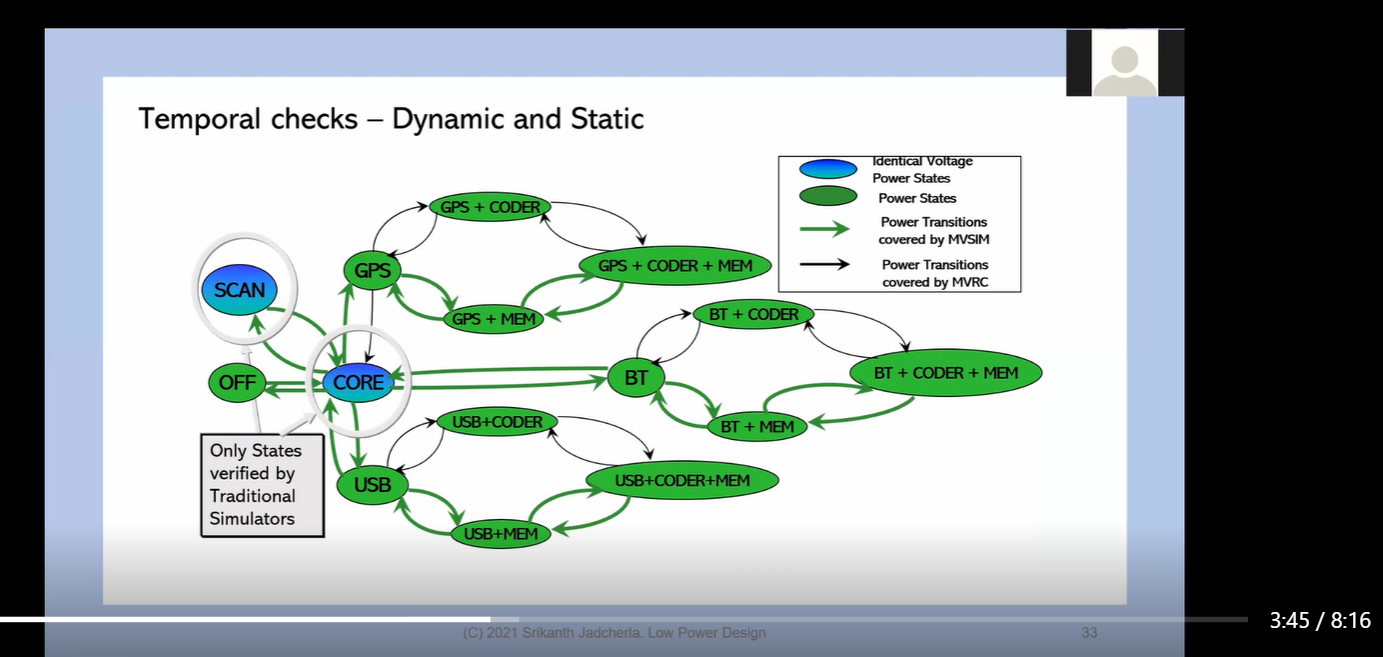 Temporal checks – Dynamic and Static
Identical Voltage
Power States
Power States
Power Transitions
covered by MVSIM
Power Transitions
covered by MVRC
GPS + CODER
GPS
GPS + CODER + MEM
SCAN
GPS + MEM
BT + CODER
OFF
CORE
BT
BT + CODER + MEM
USB+CODER
BT + MEM
Only States
verified by
Traditional
Simulators
USB
USB+CODER+MEM
USB+MEM
(C) 2021 Srikanth Jadcherla. Low Power Design
33
3:45 / 8:16